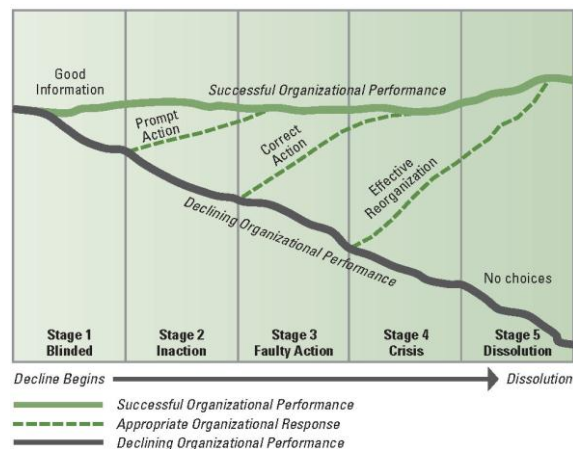 Good
Information
Successful Organizational Performance
Prompt
Action
Correct
Action
Effective
Reorganization
Declining Organizational Performance
No choices
Stage 1
Blinded
Stage 2
Inaction
Stage 3
Faulty Action
Stage 4
Crisis
Stage 5
Dissolution
Decline Begins
Dissolution
Successful Organizational Performance
Appropriate Organizational Response
Declining Organizational Performance